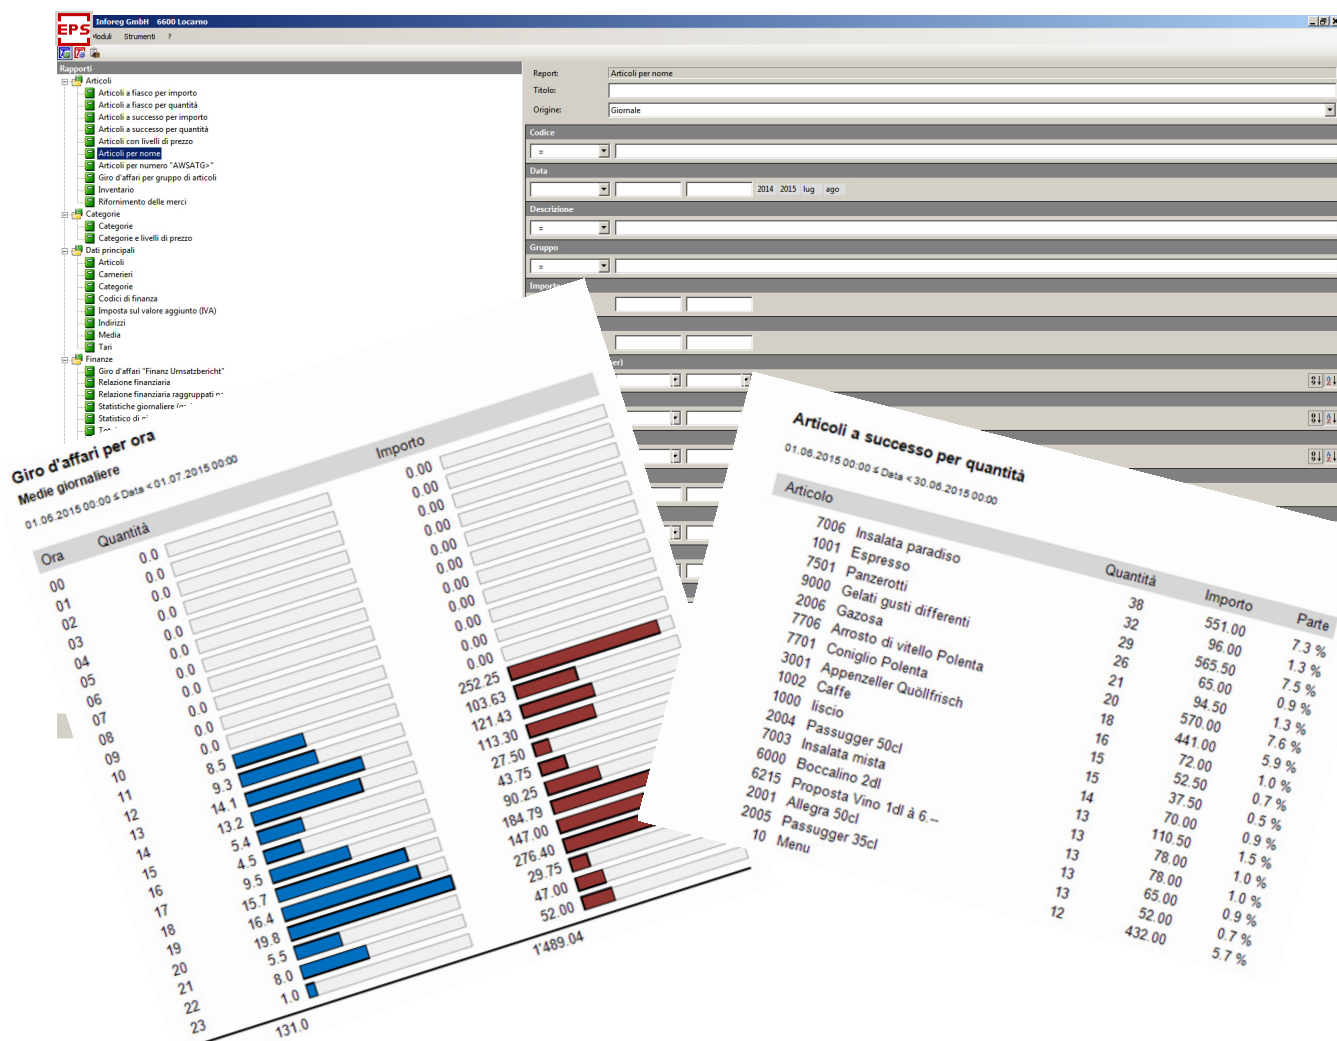 Inforeg GmbH 6600 Locarno
EPS
Moduli Strumenti ?
Rapporti
Articoli
Articoli a fiasco per importo
Articoli a fiasco per quantità
Articoli a successo per importo
Articoli a successo per quantità
Articoli con livelli di prezzo
Articoli per nome
Articoli per numero "AWSATG>"
Giro d'affari per gruppo di articoli
Inventario
Rifornimento delle merci
Categorie
Categorie
Categorie e livelli di prezzo
Dati principali
Articoli
Camerieri
Categorie
Codici di finanza
Imposta sul valore aggiunto (IVA)
Indirizzi
Media
Tari
Finanze
Giro d'affari "Finanz Umsatzbericht"
Relazione finanziaria
Relazione finanziaria raggruppati
Statistiche giornaliere
Statistico di
Report: Articoli per nome
Titolo:
Origine: Giornale
Codice
=
Data
2014 2015 lug ago
Descrizione
=
Gruppo
=
Importo
Giro d'affari per ora
Medie giornaliere
01.06.2015 00:00 ≤ Data < 01.07.2015 00:00
Ora Quantità Importo
00 0.0 0.00
01 0.0 0.00
02 0.0 0.00
03 0.0 0.00
04 0.0 0.00
05 0.0 0.00
06 0.0 0.00
07 0.0 0.00
08 0.0 0.00
09 0.0 0.00
10 0.0 0.00
11 8.5 252.25
12 9.3 103.63
13 14.1 121.43
14 13.2 113.30
15 5.4 27.50
16 4.5 43.75
17 9.5 90.25
18 15.7 184.79
19 16.4 147.00
20 19.8 276.40
21 5.5 29.75
22 8.0 47.00
23 1.0 52.00
131.0 1'489.04
Articoli a successo per quantità
01.06.2015 00:00 ≤ Data < 30.06.2015 00:00
Articolo Quantità Importo Parte
7006 Insalata paradiso 38 551.00 7.3 %
1001 Espresso 32 96.00 1.3 %
7501 Panzerotti 29 565.50 7.5 %
9000 Gelati gusti differenti 26 65.00 0.9 %
2006 Gazosa 21 94.50 1.3 %
7706 Arrosto di vitello Polenta 20 570.00 7.6 %
7701 Coniglio Polenta 18 441.00 5.9 %
3001 Appenzeller Quöllfrisch 16 72.00 1.0 %
1002 Caffe 15 52.50 0.7 %
1000 liscio 15 37.50 0.5 %
2004 Passugger 50cl 14 70.00 0.9 %
7003 Insalata mista 13 110.50 1.5 %
6000 Boccalino 2dl 13 78.00 1.0 %
6215 Proposta Vino 1dl à 6.-- 13 78.00 1.0 %
2001 Allegra 50cl 13 65.00 0.9 %
2005 Passugger 35cl 13 52.00 0.7 %
10 Menu 12 432.00 5.7 %